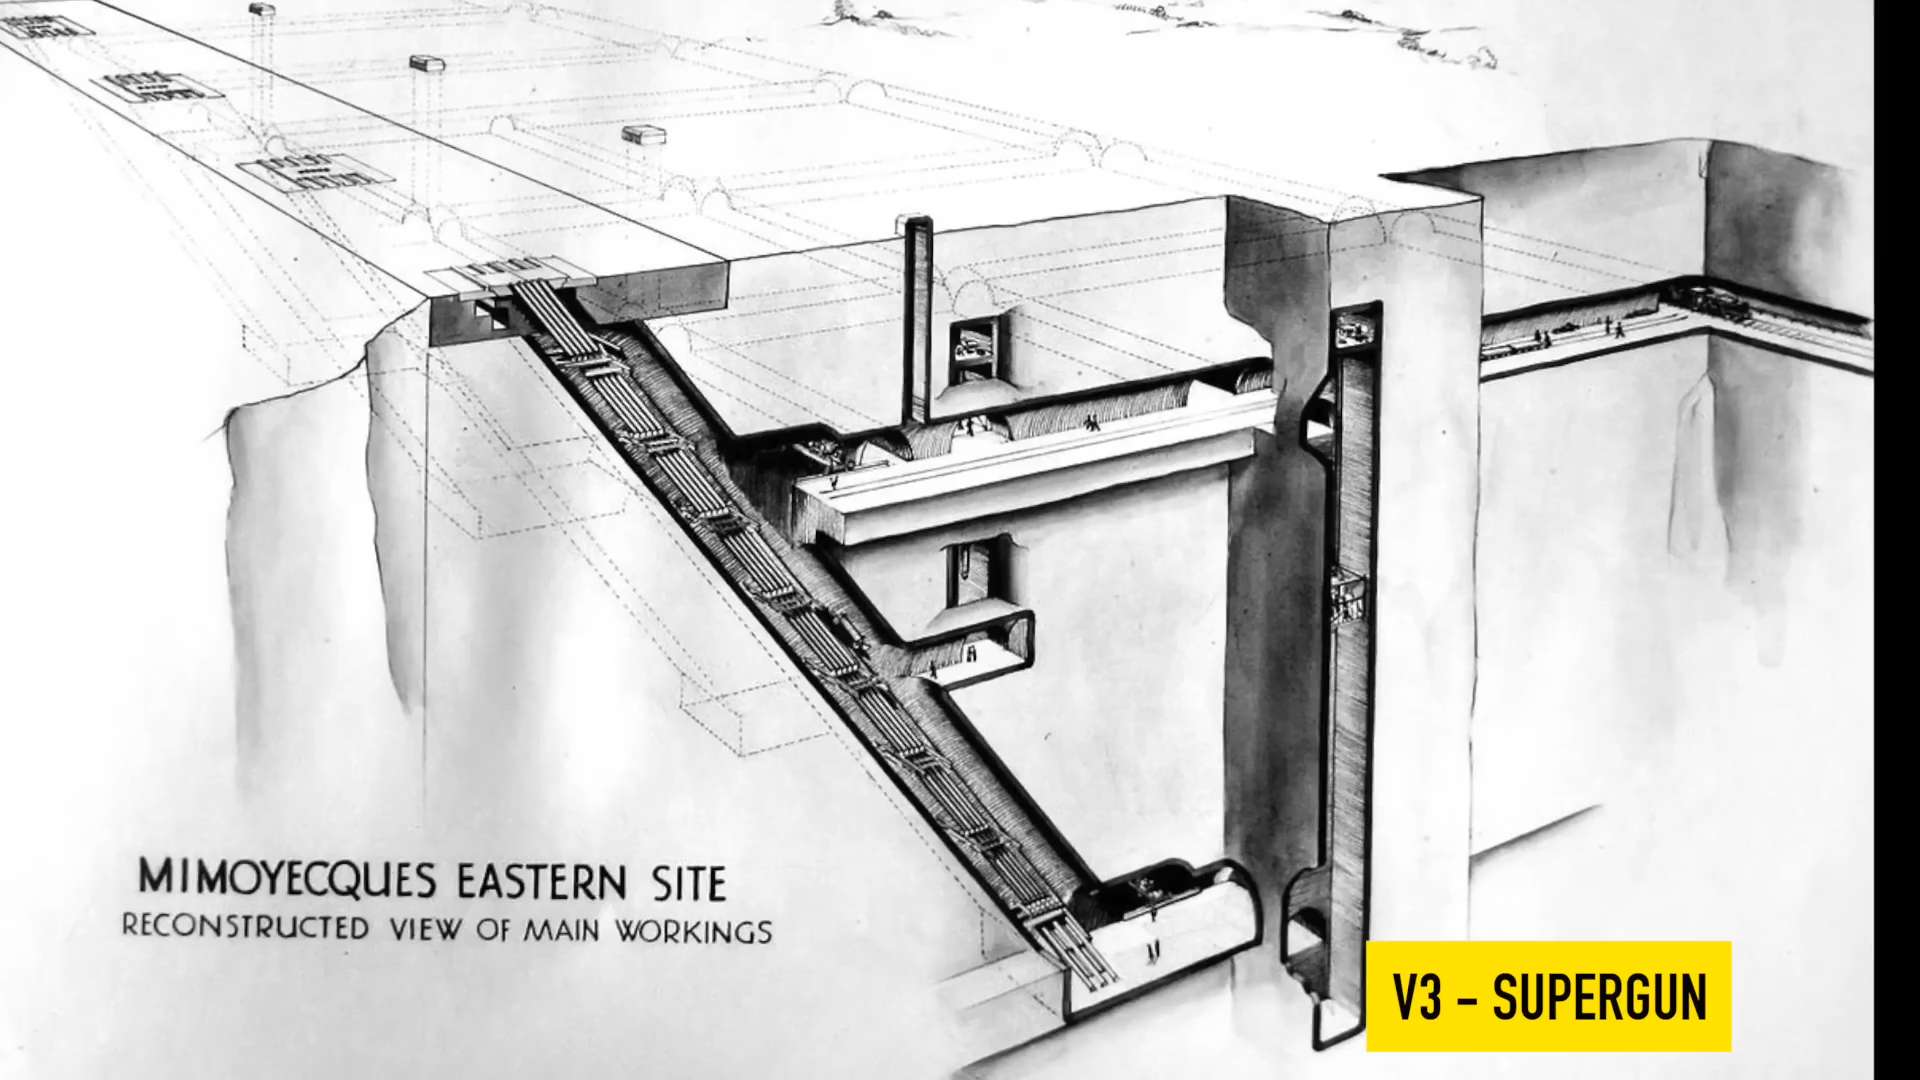 MIMOYECQUES EASTERN SITE
RECONSTRUCTED VIEW OF MAIN WORKINGS
V3 - SUPERGUN